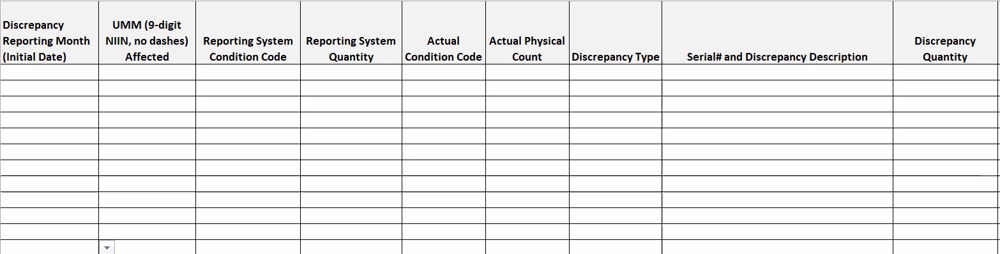 Discrepancy
Reporting Month
(Initial Date)
UMM (9-digit
NIIN, no dashes)
Affected
Reporting System
Condition Code
Reporting System
Quantity
Actual
Condition Code
Actual Physical
Count
Discrepancy Type
Serial# and Discrepancy Description
Discrepancy
Quantity